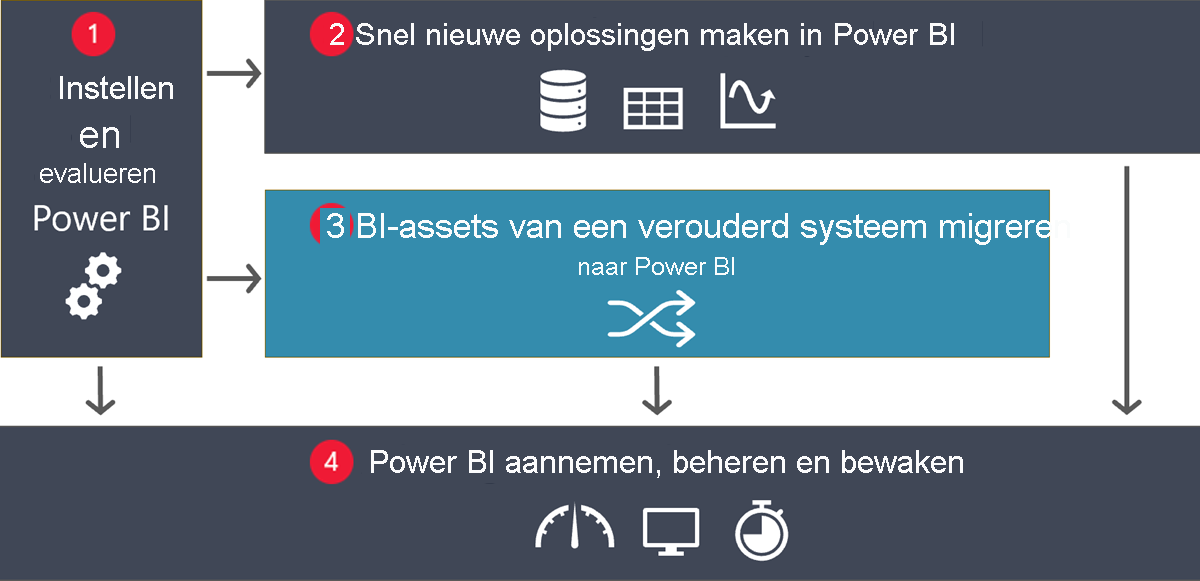 1
Instellen
en
evalueren
Power BI
2 Snel nieuwe oplossingen maken in Power BI
3 BI-assets van een verouderd systeem migreren
naar Power BI
4 Power BI aannemen, beheren en bewaken